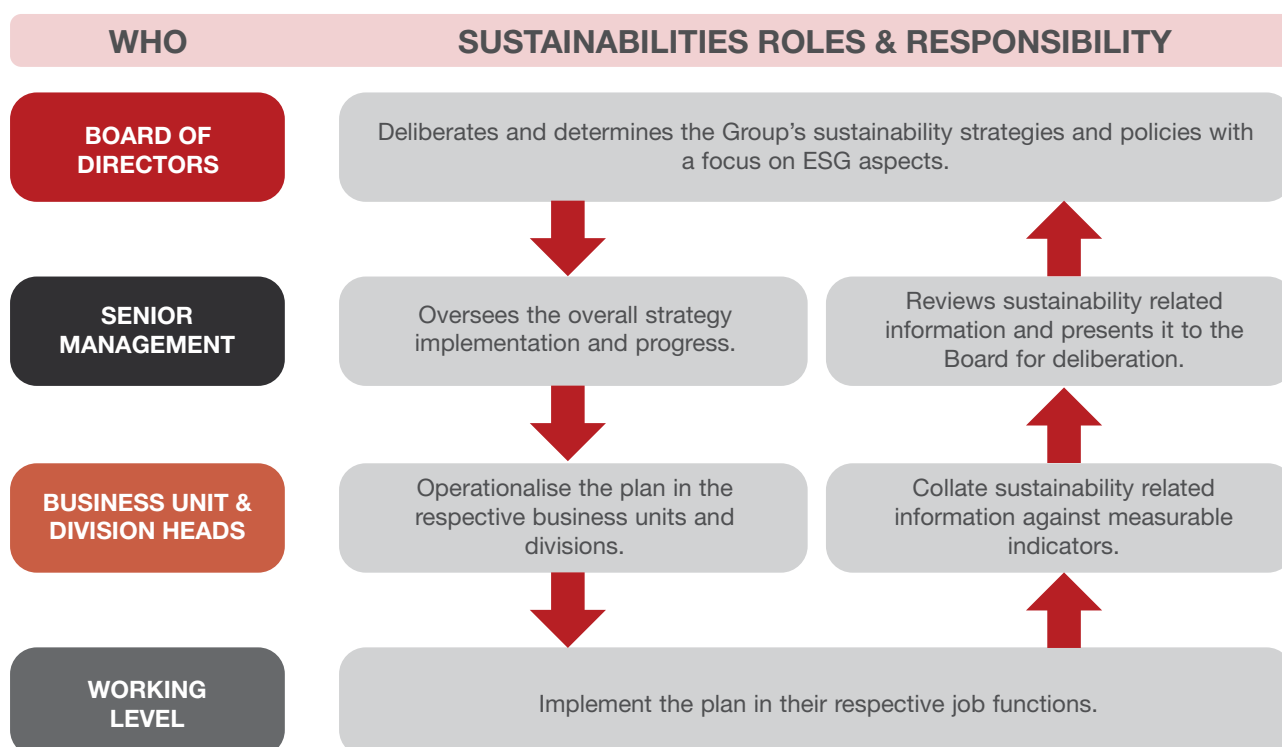 WHO
SUSTAINABILITIES ROLES & RESPONSIBILITY
BOARD OF
DIRECTORS
Deliberates and determines the Group's sustainability strategies and policies with
a focus on ESG aspects.
SENIOR
MANAGEMENT
Oversees the overall strategy
implementation and progress.
Reviews sustainability related
information and presents it to the
Board for deliberation.
BUSINESS UNIT &
DIVISION HEADS
Operationalise the plan in the
respective business units and
divisions.
Collate sustainability related
information against measurable
indicators.
WORKING
LEVEL
Implement the plan in their respective job functions.